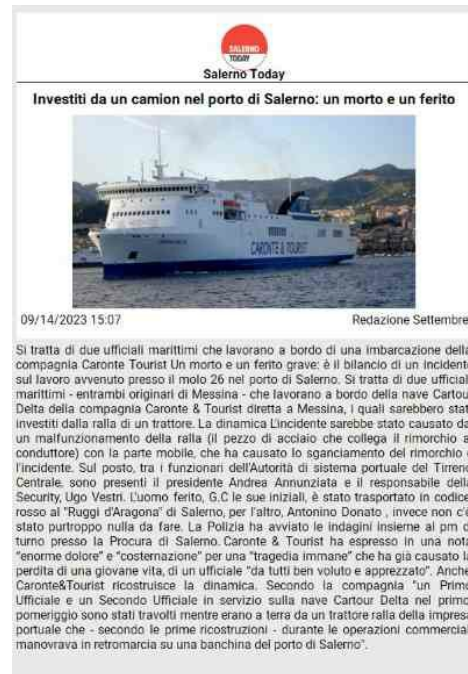 SALERNO
TODAY
Salerno Today
Investiti da un camion nel porto di Salerno: un morto e un ferito
CARONTE & TOURIST
09/14/2023 15:07 Redazione Settembre
Si tratta di due ufficiali marittimi che lavorano a bordo di una imbarcazione della
compagnia Caronte Tourist Un morto e un ferito grave: è il bilancio di un incidente
sul lavoro avvenuto presso il molo 26 nel porto di Salerno. Si tratta di due ufficial
marittimi - entrambi originari di Messina - che lavorano a bordo della nave Cartour
Delta della compagnia Caronte & Tourist diretta a Messina, i quali sarebbero stat
investiti dalla ralla di un trattore. La dinamica L'incidente sarebbe stato causato da
un malfunzionamento della ralla (il pezzo di acciaio che collega il rimorchio a
conduttore) con la parte mobile, che ha causato lo sganciamento del rimorchio e
l'incidente. Sul posto, tra i funzionari dell'Autorità di sistema portuale del Tirreno
Centrale, sono presenti il presidente Andrea Annunziata e il responsabile della
Security, Ugo Vestri. L'uomo ferito, G.C le sue iniziali, è stato trasportato in codice
rosso al "Ruggi d'Aragona" di Salerno, per l'altro, Antonino Donato , invece non c'è
stato purtroppo nulla da fare. La Polizia ha avviato le indagini insieme al pm d
turno presso la Procura di Salerno. Caronte & Tourist ha espresso in una nota
"enorme dolore" e "costernazione" per una "tragedia immane" che ha già causato la
perdita di una giovane vita, di un ufficiale "da tutti ben voluto e apprezzato". Anche
Caronte&Tourist ricostruisce la dinamica. Secondo la compagnia "un Primo
Ufficiale e un Secondo Ufficiale in servizio sulla nave Cartour Delta nel primo
pomeriggio sono stati travolti mentre erano a terra da un trattore ralla della impresa
portuale che - secondo le prime ricostruzioni - durante le operazioni commercial
manovrava in retromarcia su una banchina del porto di Salerno".